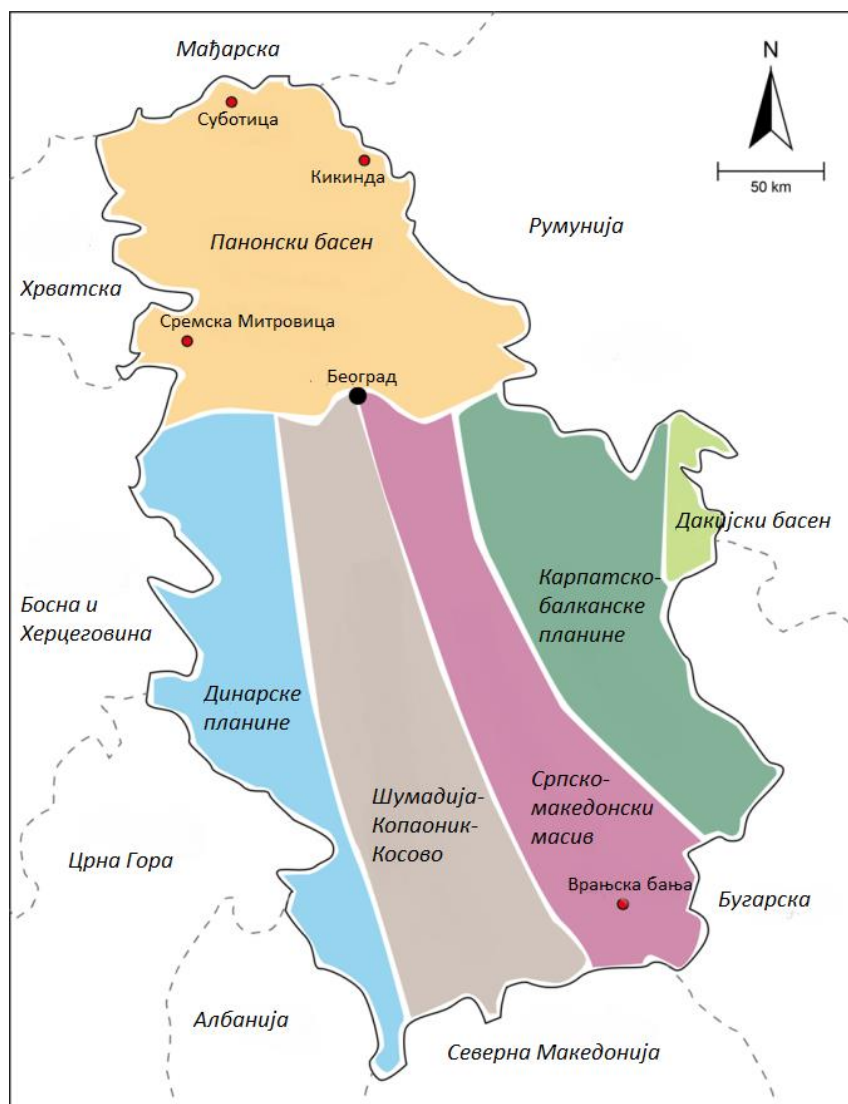 Мађарска
N
Суботица
50 km
Кикинда
Румунија
Панонски басен
Хрватска
Сремска Митровица
Београд
Дакијски басен
Карпатско-
балканске
планине
Босна и
Херцеговина
Динарске
планине
Српско-
македонски
масив
Шумадија-
Копаоник-
Косово
Црна Гора
Врањска бања
Бугарска
Албанија
Северна Македонија